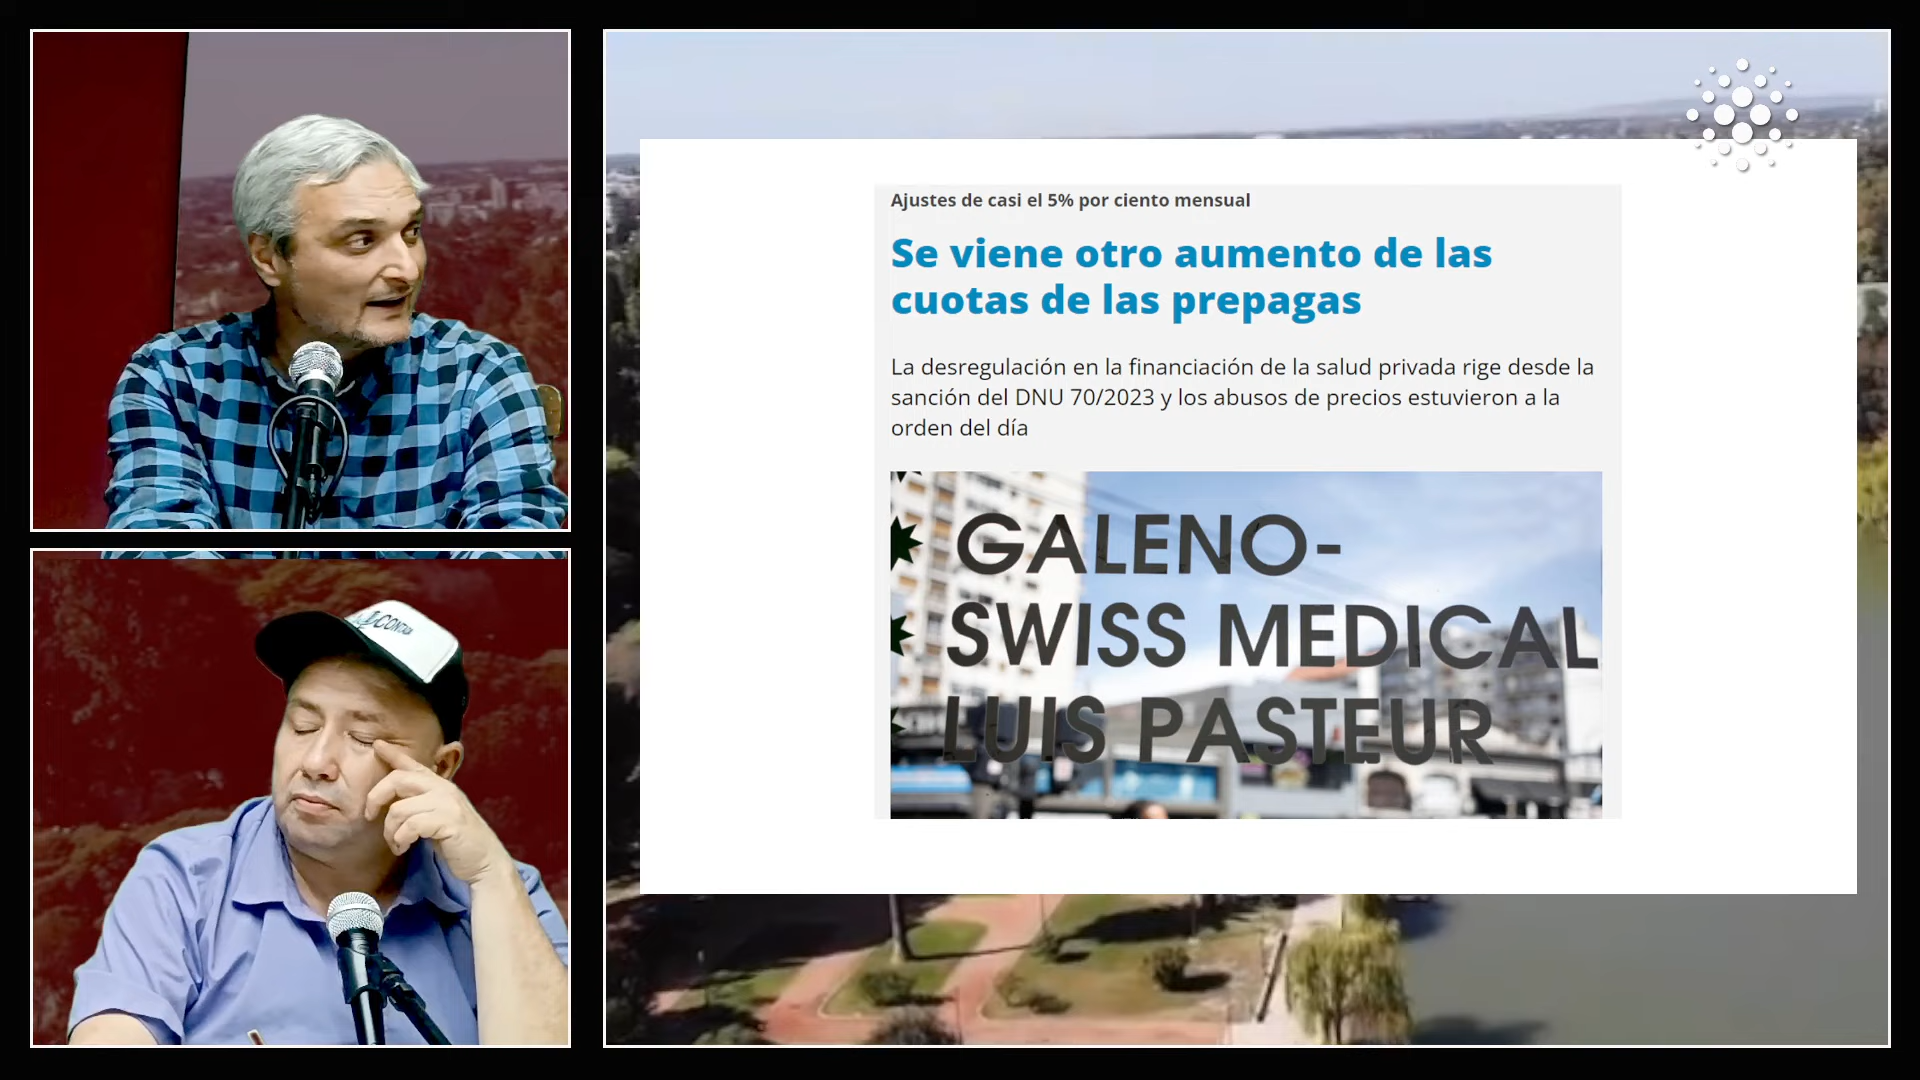 Ajustes de casi el 5% por ciento mensual
Se viene otro aumento de las
cuotas de las prepagas
La desregulación en la financiación de la salud privada rige desde la
sanción del DNU 70/2023 y los abusos de precios estuvieron a la
orden del día
GALENO-
SWISS MEDICAL
LUIS PASTEUR